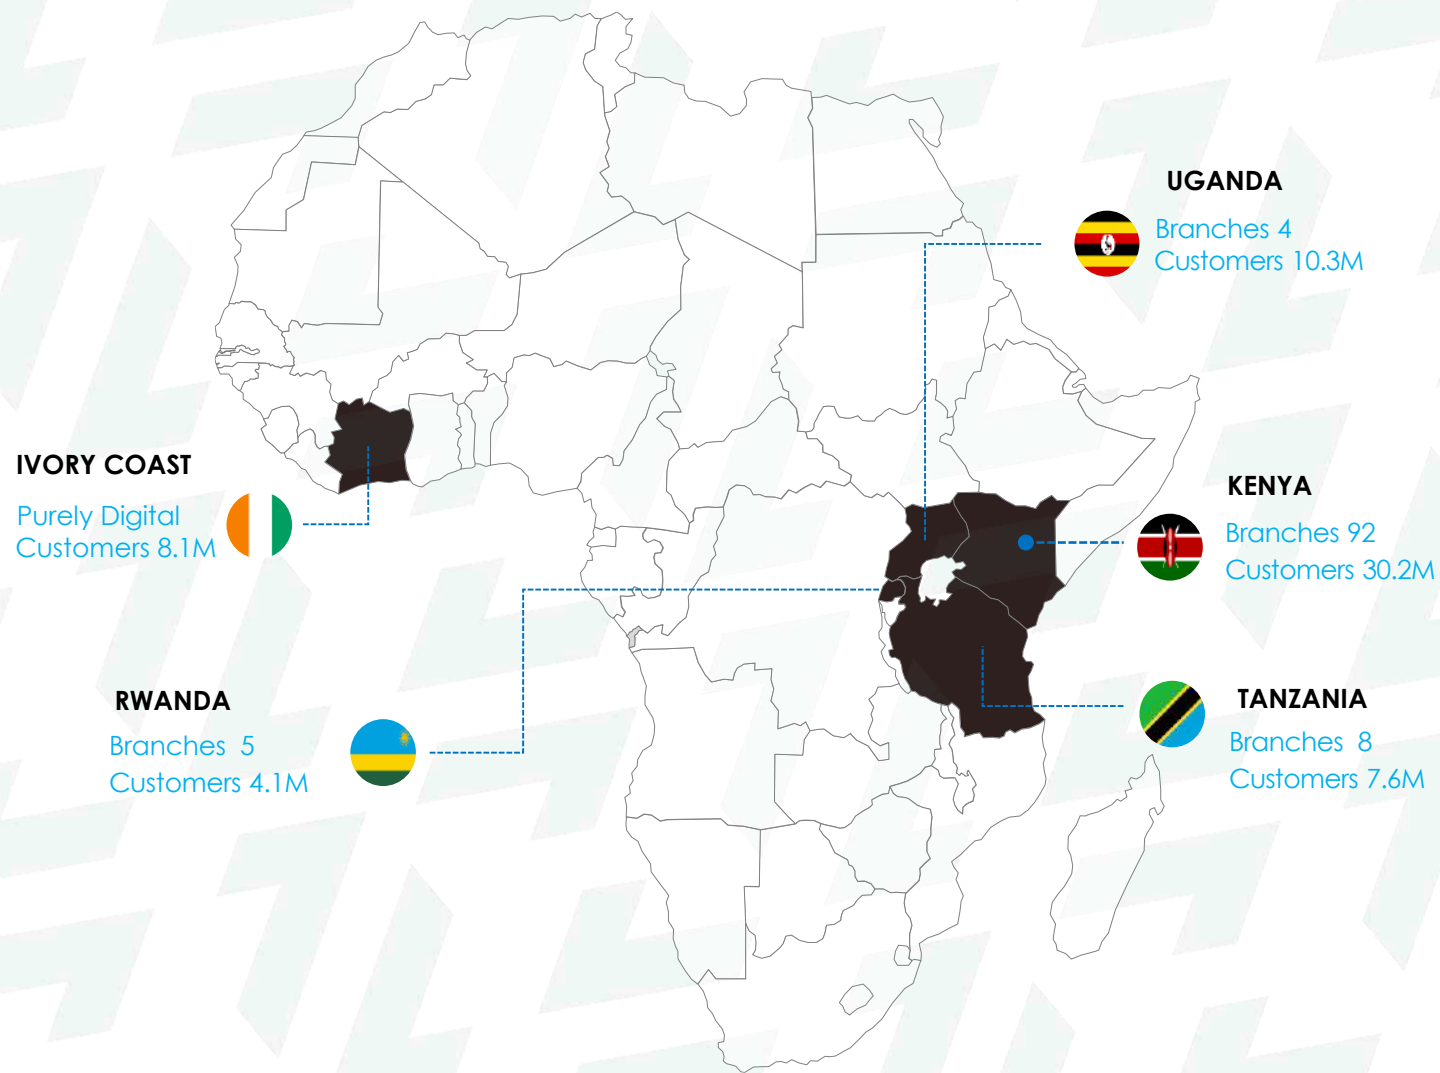 UGANDA
Branches 4
Customers 10.3M
IVORY COAST
Purely Digital
Customers 8.1M
KENYA
Branches 92
Customers 30.2M
RWANDA
Branches 5
Customers 4.1M
TANZANIA
Branches 8
Customers 7.6M